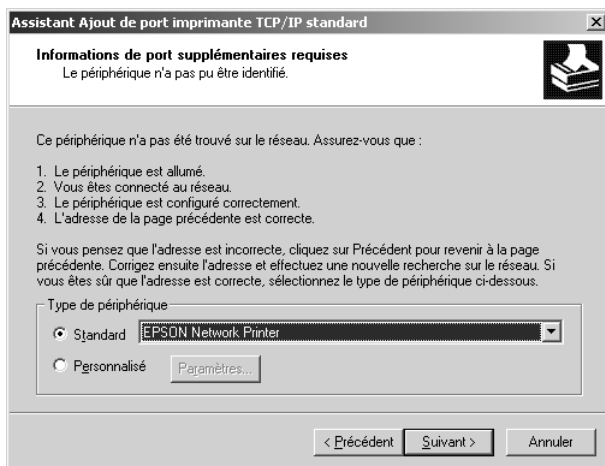 Assistant Ajout de port imprimante TCP/IP standard
Informations de port supplémentaires requises
Le périphérique n'a pas pu être identifié.
Ce périphérique n'a pas été trouvé sur le réseau. Assurez-vous que :
1. Le périphérique est allumé.
2. Vous êtes connecté au réseau.
3. Le périphérique est configuré correctement.
4. L'adresse de la page précédente est correcte.
Si vous pensez que l'adresse est incorrecte, cliquez sur Précédent pour revenir à la page
précédente. Corrigez ensuite l'adresse et effectuez une nouvelle recherche sur le réseau. Si
vous êtes sûr que l'adresse est correcte, sélectionnez le type de périphérique ci-dessous.
Type de périphérique
Standard EPSON Network Printer
Personnalisé Paramètres...
< Précédent Suivant > Annuler